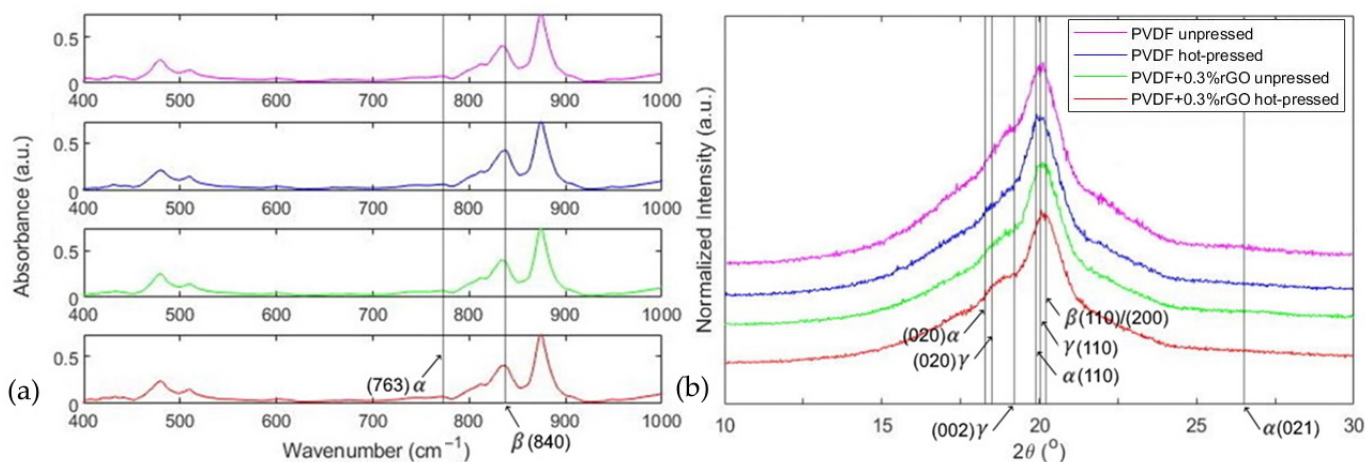 0.5
0
400 500 600 700 800 900 1000
0.5
0
400 500 600 700 800 900 1000
0.5
0
400 500 600 700 800 900 1000
0.5
0
400 500 600 700 800 900 1000
Absorbance (a.u.)
(763) α
β (840)
Wavenumber (cm⁻¹)
(a)
PVDF unpressed
PVDF hot-pressed
PVDF+0.3%rGO unpressed
PVDF+0.3%rGO hot-pressed
Normalized Intensity (a.u.)
(020) α
(020) γ
β (110)/(200)
γ (110)
α (110)
(002) γ
α (021)
10 15 20 25 30
2θ (°)
(b)